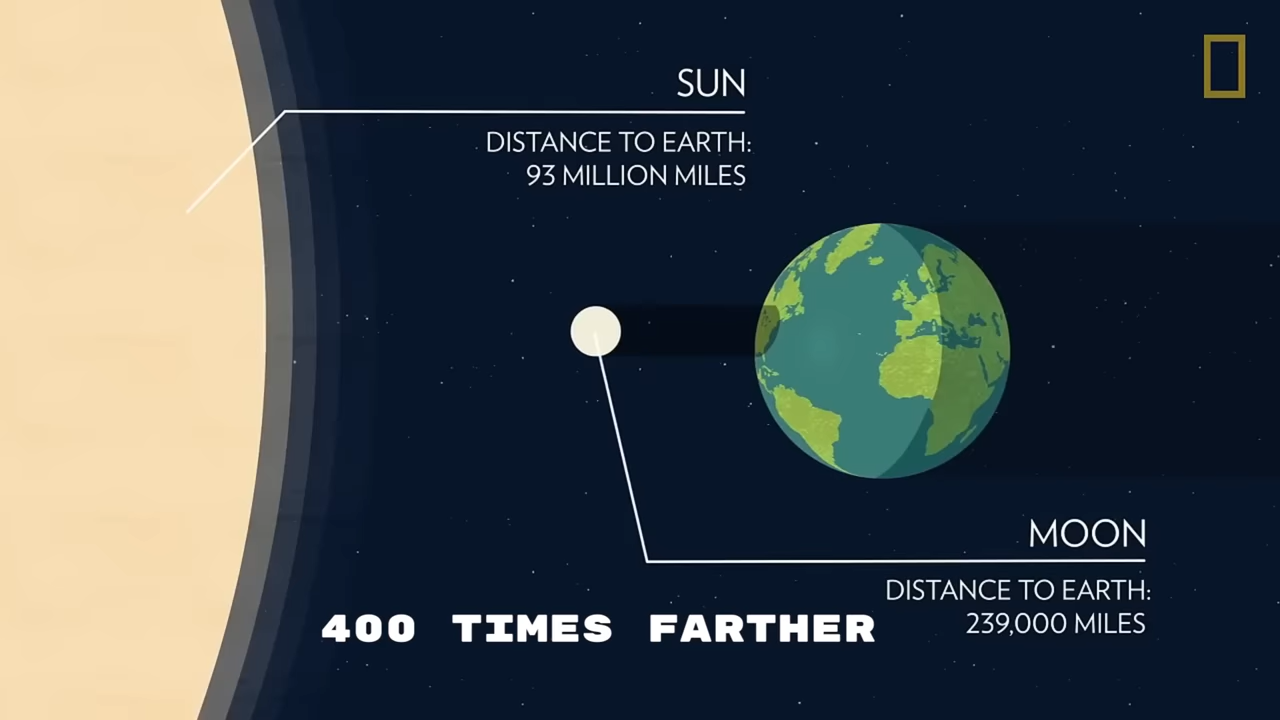 SUN
DISTANCE TO EARTH:
93 MILLION MILES
MOON
DISTANCE TO EARTH:
239,000 MILES
400 TIMES FARTHER